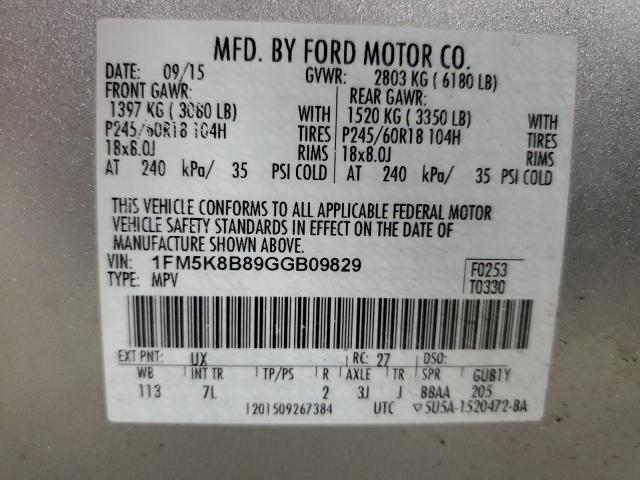 MFD. BY FORD MOTOR CO.
DATE: 09/15 GVWR: 2803 KG ( 6180 LB)
FRONT GAWR: REAR GAWR:
1397 KG ( 3080 LB) WITH 1520 KG ( 3350 LB) WITH
P245/60R18 104H TIRES P245/60R18 104H TIRES
18x8.0J RIMS 18x8.0J RIMS
AT 240 kPa/ 35 PSI COLD AT 240 kPa/ 35 PSI COLD
THIS VEHICLE CONFORMS TO ALL APPLICABLE FEDERAL MOTOR
VEHICLE SAFETY STANDARDS IN EFFECT ON THE DATE OF
MANUFACTURE SHOWN ABOVE.
VIN: 1FM5K8B89GGB09829 F0253
TYPE: MPV T0330
EXT PNT: UX RC: 27 DSO:
WB INT TR TP/PS R AXLE TR SPR GUB1Y
113 7L 2 3J J BBAA 205
1201509267384 UTC ▽5U5A-1520472-BA